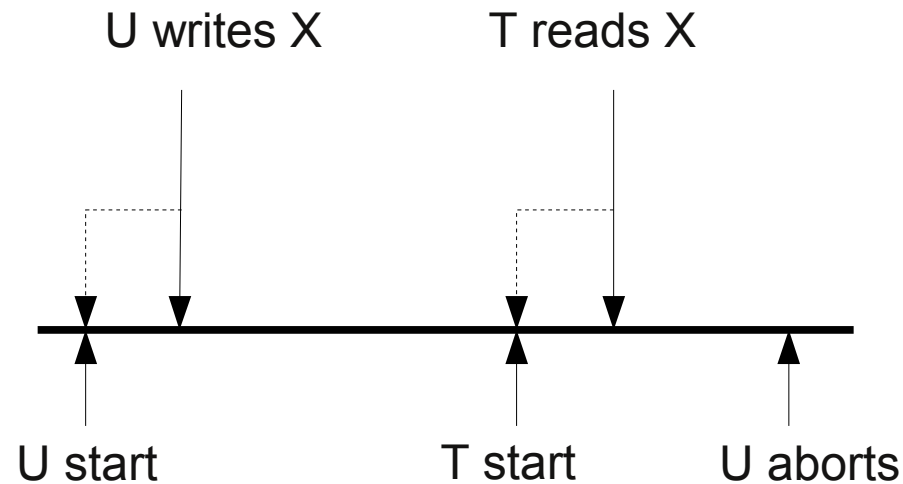 U writes X
T reads X
U start
T start
U aborts